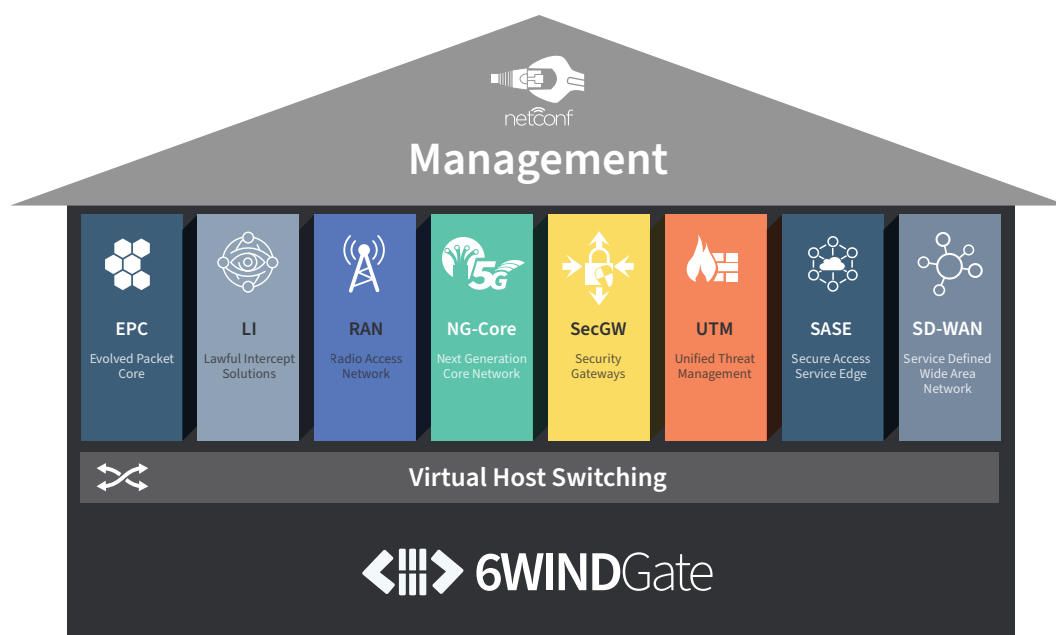 netconf
Management
EPC
Evolved Packet
Core
LI
Lawful Intercept
Solutions
RAN
Radio Access
Network
5G
NG-Core
Next Generation
Core Network
SecGW
Security
Gateways
UTM
Unified Threat
Management
SASE
Secure Access
Service Edge
SD-WAN
Service Defined
Wide Area
Network
Virtual Host Switching
6WINDGate